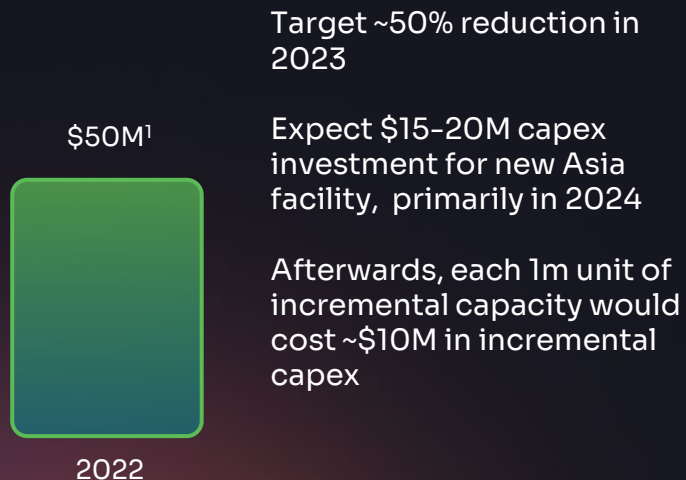 Target ~50% reduction in
2023
$50M¹
Expect $15-20M capex
investment for new Asia
facility, primarily in 2024
Afterwards, each 1m unit of
incremental capacity would
cost ~$10M in incremental
capex
2022